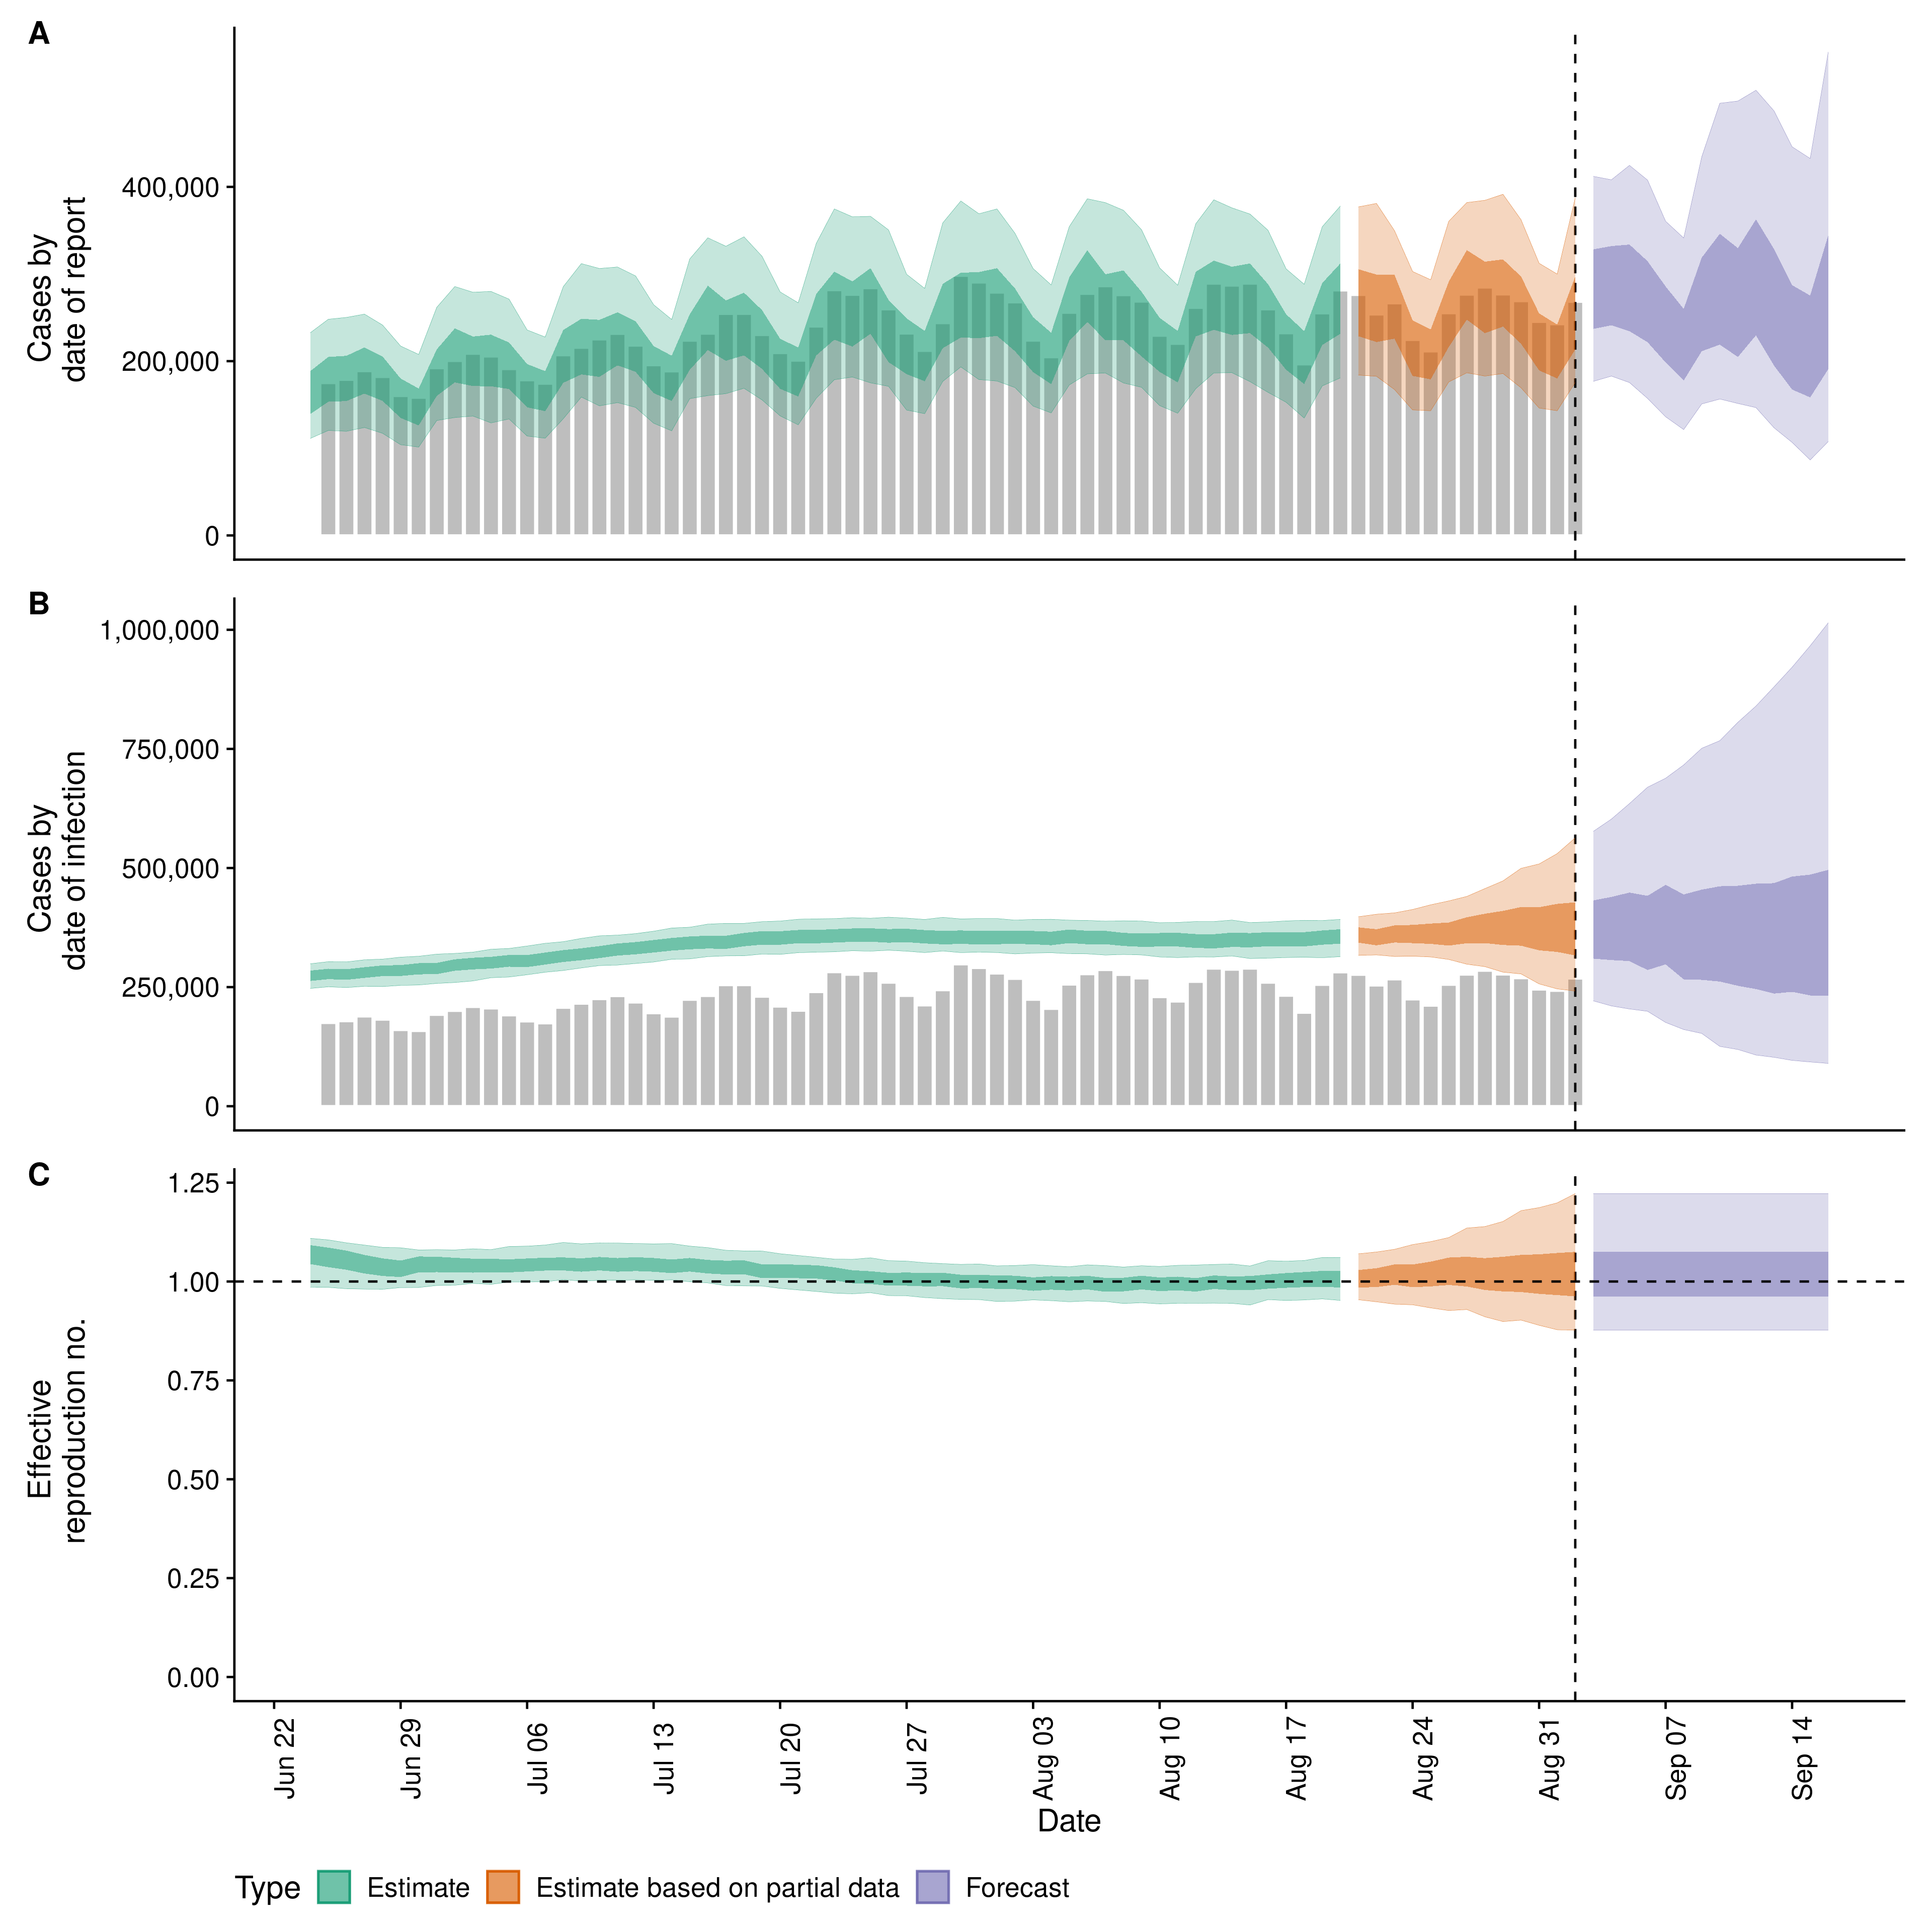 A
Cases by
date of report
400,000
200,000
0
B
Cases by
date of infection
1,000,000
750,000
500,000
250,000
0
C
Effective
reproduction no.
1.25
1.00
0.75
0.50
0.25
0.00
Jun 22
Jun 29
Jul 06
Jul 13
Jul 20
Jul 27
Aug 03
Aug 10
Aug 17
Aug 24
Aug 31
Sep 07
Sep 14
Date
Type Estimate Estimate based on partial data Forecast